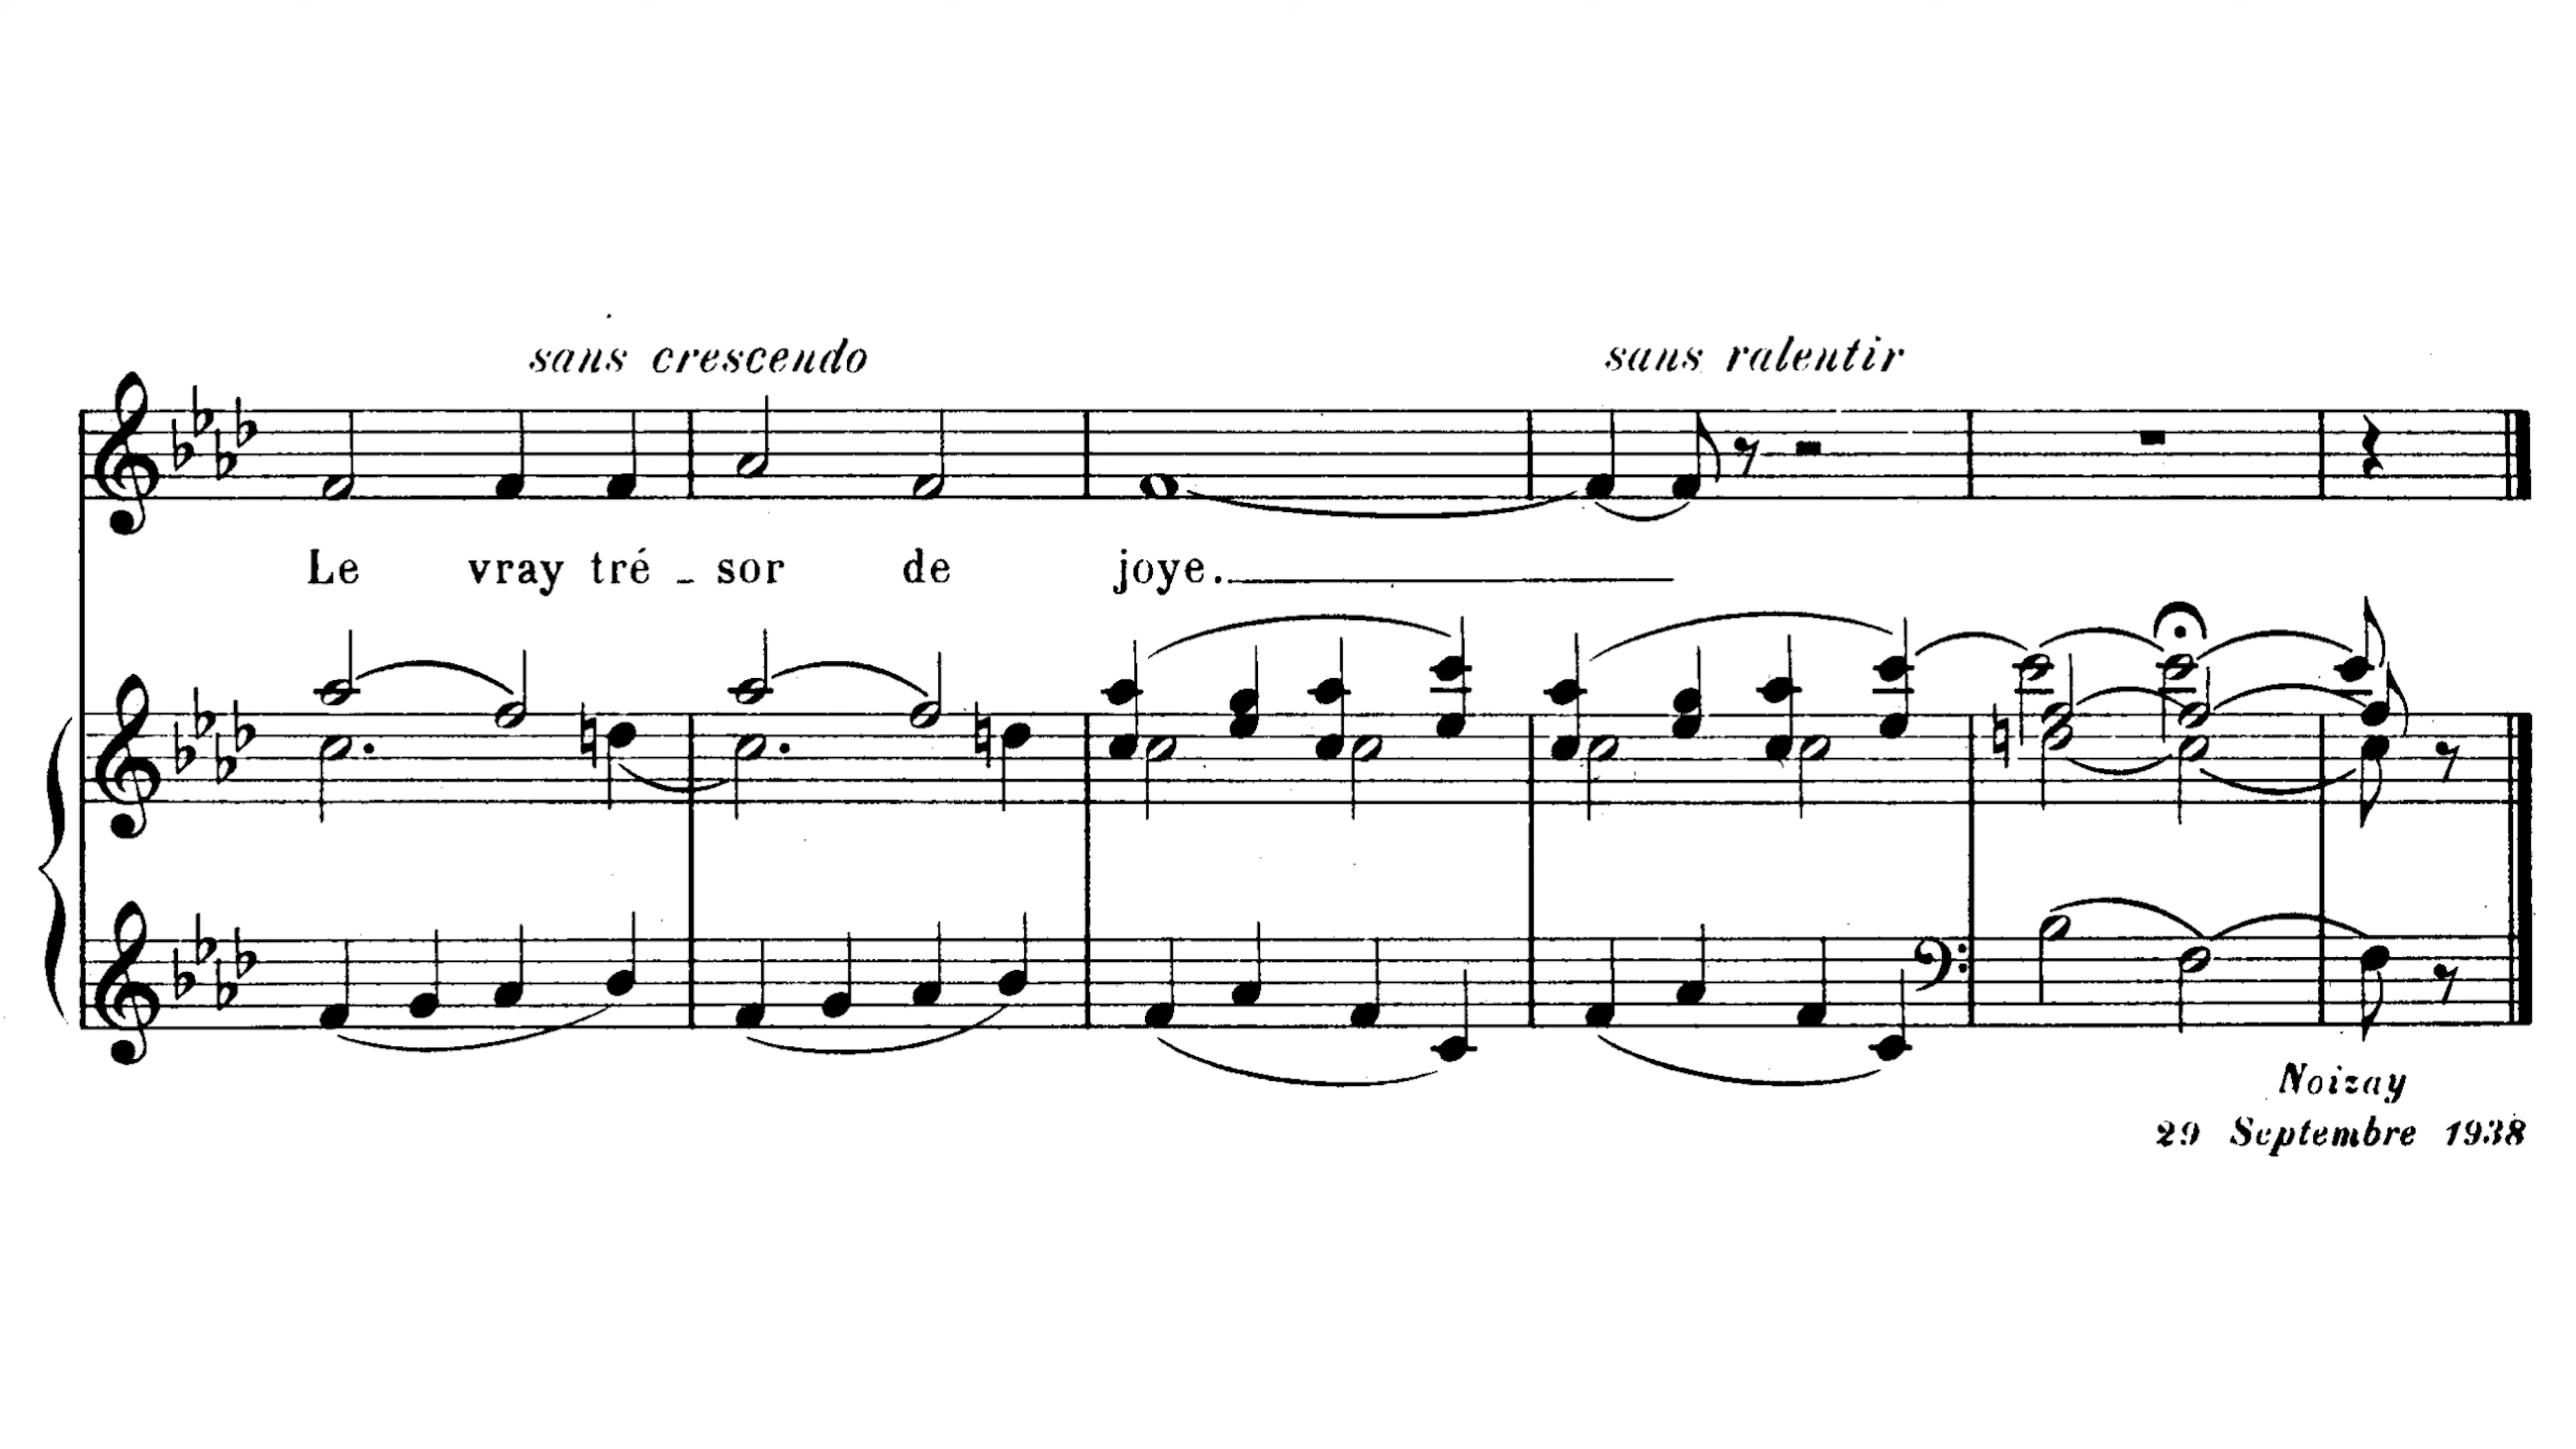 sans crescendo sans ralentir
Le vray tré - sor de joye.
Noizay
29 Septembre 1938